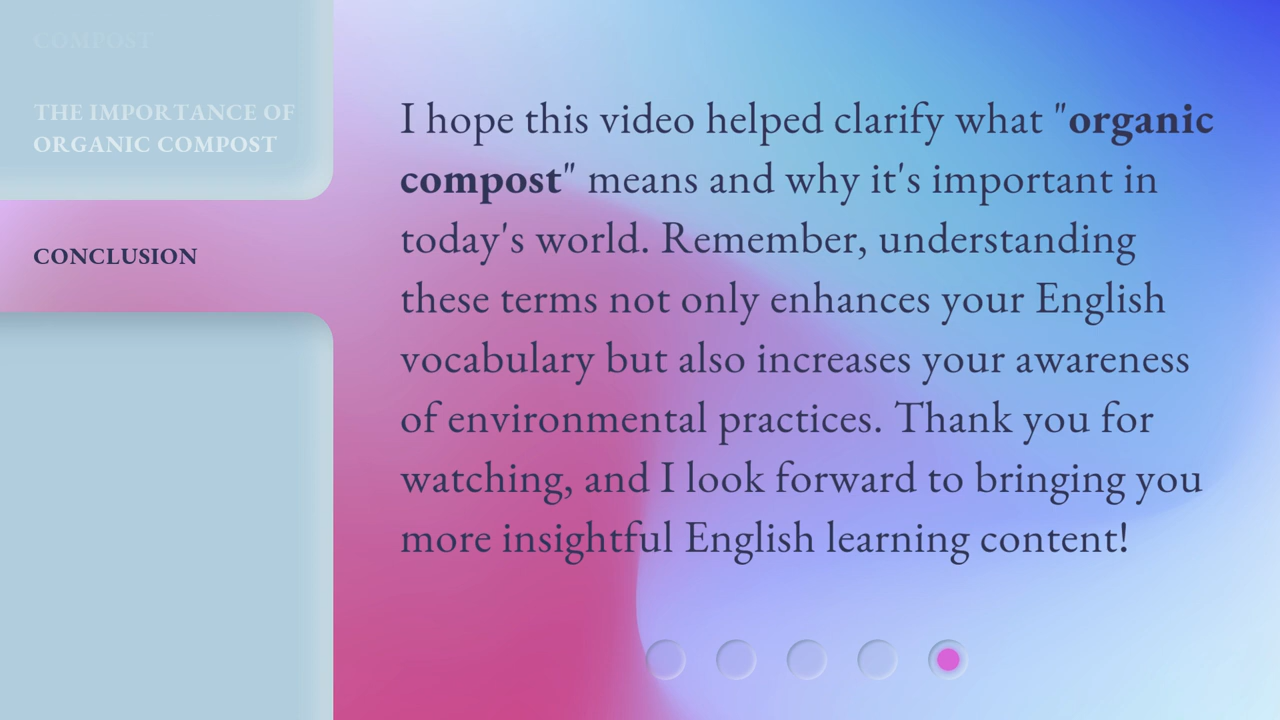 COMPOST
THE IMPORTANCE OF
ORGANIC COMPOST
CONCLUSION
I hope this video helped clarify what "organic
compost" means and why it's important in
today's world. Remember, understanding
these terms not only enhances your English
vocabulary but also increases your awareness
of environmental practices. Thank you for
watching, and I look forward to bringing you
more insightful English learning content!